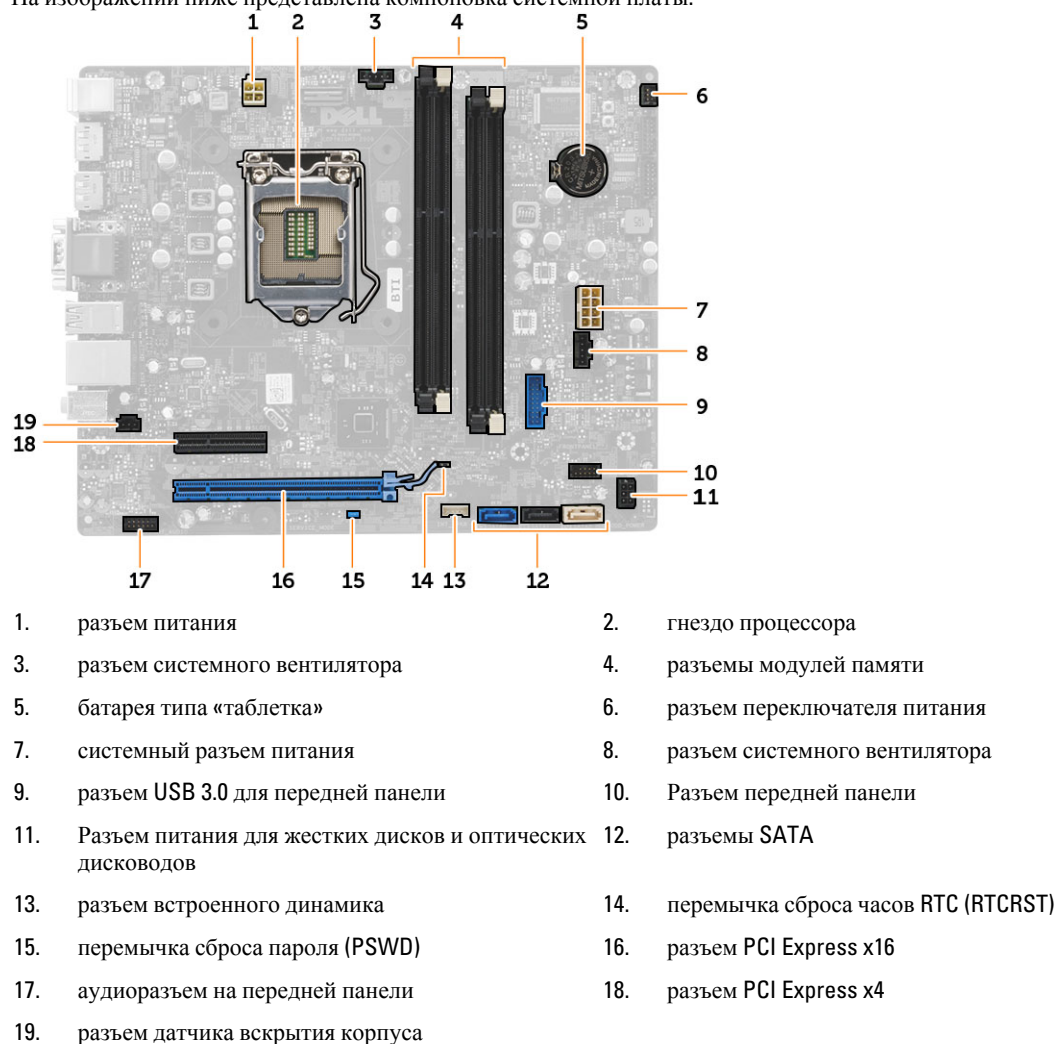 На изображении ниже представлена компоновка системной платы.
1 2 3 4 5
6
DELL
BTI
7
8
9
19
18
10
11
17 16 15 14 13 12
1. разъем питания
2. гнездо процессора
3. разъем системного вентилятора
4. разъемы модулей памяти
5. батарея типа «таблетка»
6. разъем переключателя питания
7. системный разъем питания
8. разъем системного вентилятора
9. разъем USB 3.0 для передней панели
10. Разъем передней панели
11. Разъем питания для жестких дисков и оптических
дисководов
12. разъемы SATA
13. разъем встроенного динамика
14. перемычка сброса часов RTC (RTCRST)
15. перемычка сброса пароля (PSWD)
16. разъем PCI Express x16
17. аудиоразъем на передней панели
18. разъем PCI Express x4
19. разъем датчика вскрытия корпуса